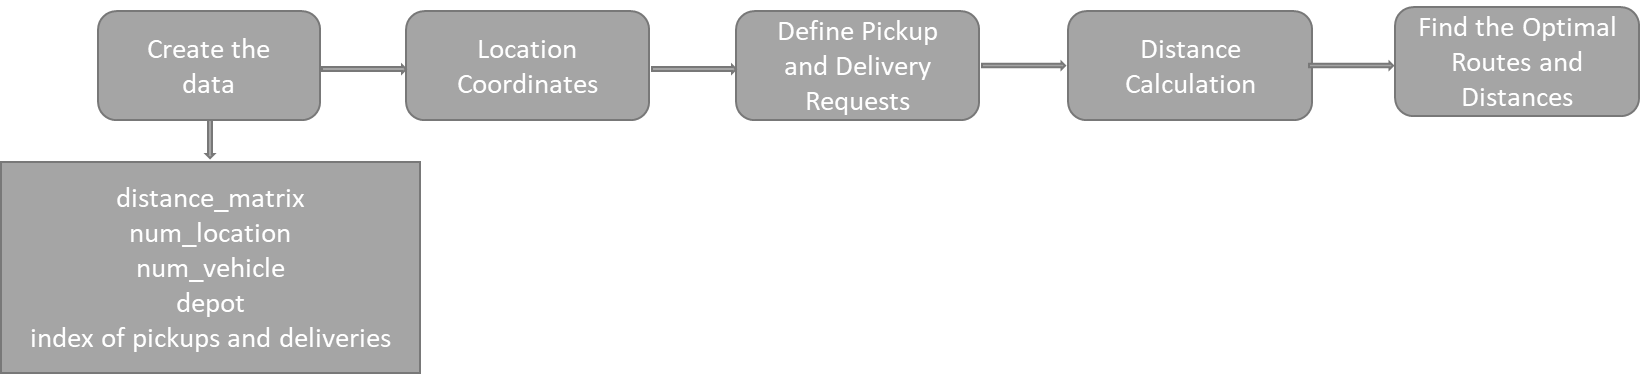 Create the
data
Location
Coordinates
Define Pickup
and Delivery
Requests
Distance
Calculation
Find the Optimal
Routes and
Distances
distance_matrix
num_location
num_vehicle
depot
index of pickups and deliveries